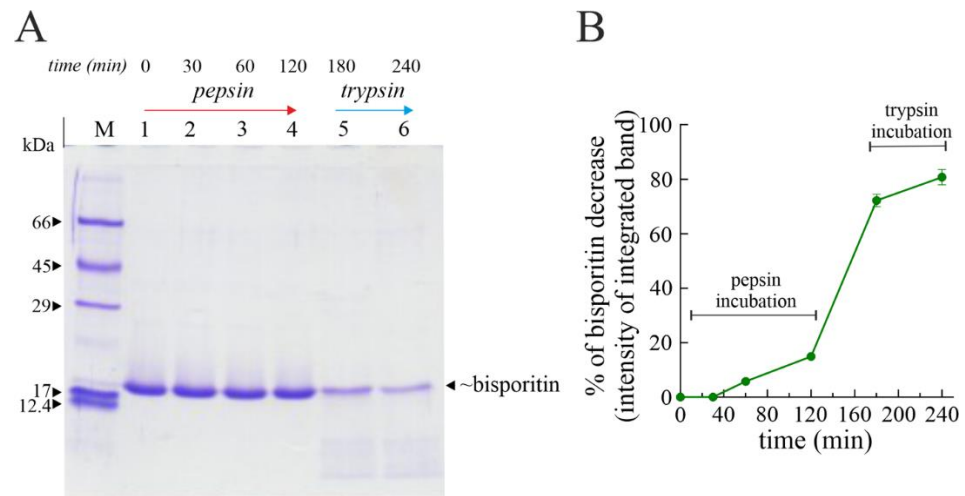 A
time (min) 0 30 60 120 180 240
pepsin trypsin
kDa M 1 2 3 4 5 6
66
45
29
17
12.4
~bisporitin
B
% of bisporitin decrease
(intensity of integrated band)
100
80
60
40
20
0
trypsin
incubation
pepsin
incubation
0 40 80 120 160 200 240
time (min)